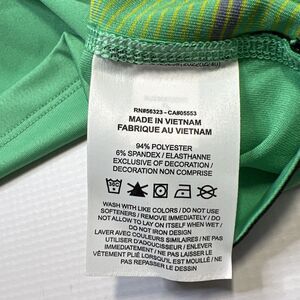 RN#56323 - CA#05553
MADE IN VIETNAM
FABRIQUE AU VIETNAM
94% POLYESTER
6% SPANDEX / ELASTHANNE
EXCLUSIVE OF DECORATION /
DECORATION NON COMPRISE
WASH WITH LIKE COLORS / DO NOT USE
SOFTENERS / REMOVE IMMEDIATELY / DO
NOT ALLOW TO LAY ON ITSELF WHEN WET /
DO NOT IRON DESIGN
LAVER AVEC COULEURS SIMILAIRES / NE PAS
UTILISER D'ADOUCISSEUR / ENLEVER
IMMÉDIATEMENT / NE PAS LAISSER LE
VÊTEMENT PLIÉ LORSQU'IL EST MOUILLÉ / NE
PAS REPASSER LE DESSIN